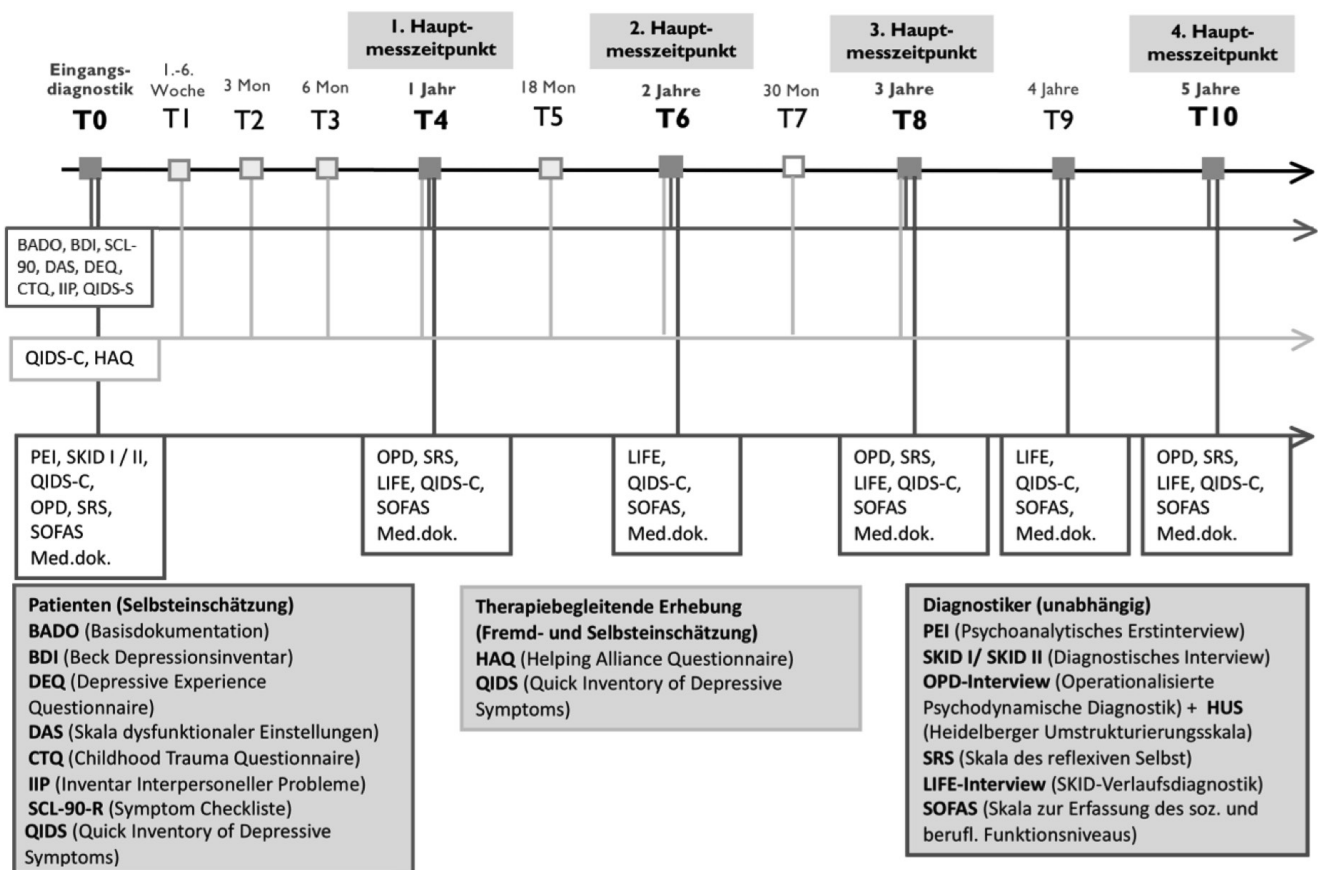 1. Haupt-
messzeitpunkt
2. Haupt-
messzeitpunkt
3. Haupt-
messzeitpunkt
4. Haupt-
messzeitpunkt
Eingangs-
diagnostik
T0
1.-6.
Woche
T1
3 Mon
T2
6 Mon
T3
1 Jahr
T4
18 Mon
T5
2 Jahre
T6
30 Mon
T7
3 Jahre
T8
4 Jahre
T9
5 Jahre
T10
BADO, BDI, SCL-
90, DAS, DEQ,
CTQ, IIP, QIDS-S
QIDS-C, HAQ
PEI, SKID I / II,
QIDS-C,
OPD, SRS,
SOFAS
Med.dok.
OPD, SRS,
LIFE, QIDS-C,
SOFAS
Med.dok.
LIFE,
QIDS-C,
SOFAS,
Med.dok.
OPD, SRS,
LIFE, QIDS-C,
SOFAS
Med.dok.
LIFE,
QIDS-C,
SOFAS,
Med.dok.
OPD, SRS,
LIFE, QIDS-C,
SOFAS
Med.dok.
Patienten (Selbsteinschätzung)
BADO (Basisdokumentation)
BDI (Beck Depressionsinventar)
DEQ (Depressive Experience
Questionnaire)
DAS (Skala dysfunktionaler Einstellungen)
CTQ (Childhood Trauma Questionnaire)
IIP (Inventar Interpersoneller Probleme)
SCL-90-R (Symptom Checkliste)
QIDS (Quick Inventory of Depressive
Symptoms)
Therapiebegleitende Erhebung
(Fremd- und Selbsteinschätzung)
HAQ (Helping Alliance Questionnaire)
QIDS (Quick Inventory of Depressive
Symptoms)
Diagnostiker (unabhängig)
PEI (Psychoanalytisches Erstinterview)
SKID I/ SKID II (Diagnostisches Interview)
OPD-Interview (Operationalisierte
Psychodynamische Diagnostik) + HUS
(Heidelberger Umstrukturierungsskala)
SRS (Skala des reflexiven Selbst)
LIFE-Interview (SKID-Verlaufsdiagnostik)
SOFAS (Skala zur Erfassung des soz. und
berufl. Funktionsniveaus)